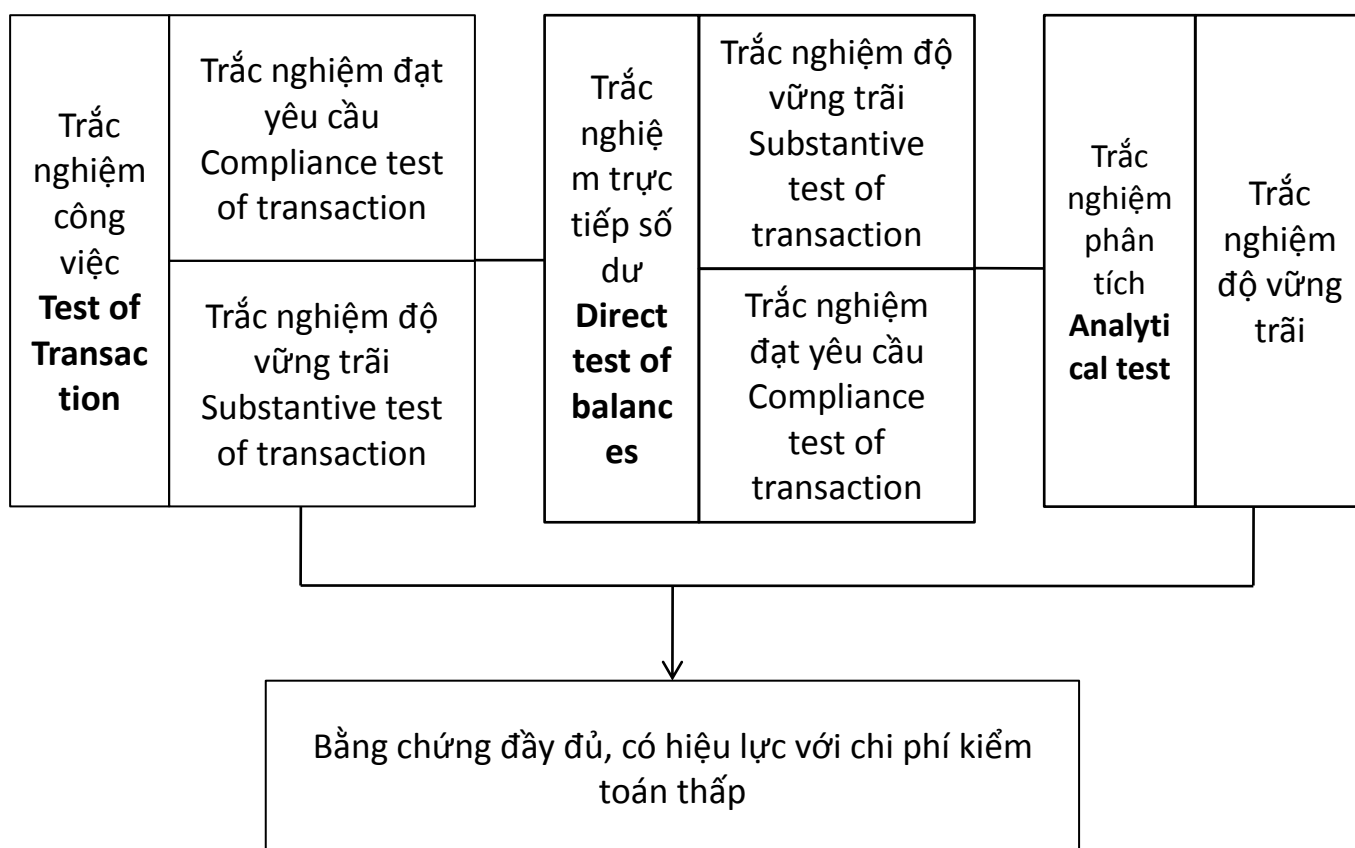 Trắc
nghiệm
công
việc
Test of
Transac
tion
Trắc nghiệm đạt
yêu cầu
Compliance test
of transaction
Trắc nghiệm độ
vững trãi
Substantive test
of transaction
Trắc
nghiệ
m trực
tiếp số
dư
Direct
test of
balanc
es
Trắc nghiệm độ
vững trãi
Substantive
test of
transaction
Trắc nghiệm
đạt yêu cầu
Compliance
test of
transaction
Trắc
nghiệm
phân
tích
Analyti
cal test
Trắc
nghiệm
độ vững
trãi
Bằng chứng đầy đủ, có hiệu lực với chi phí kiểm
toán thấp